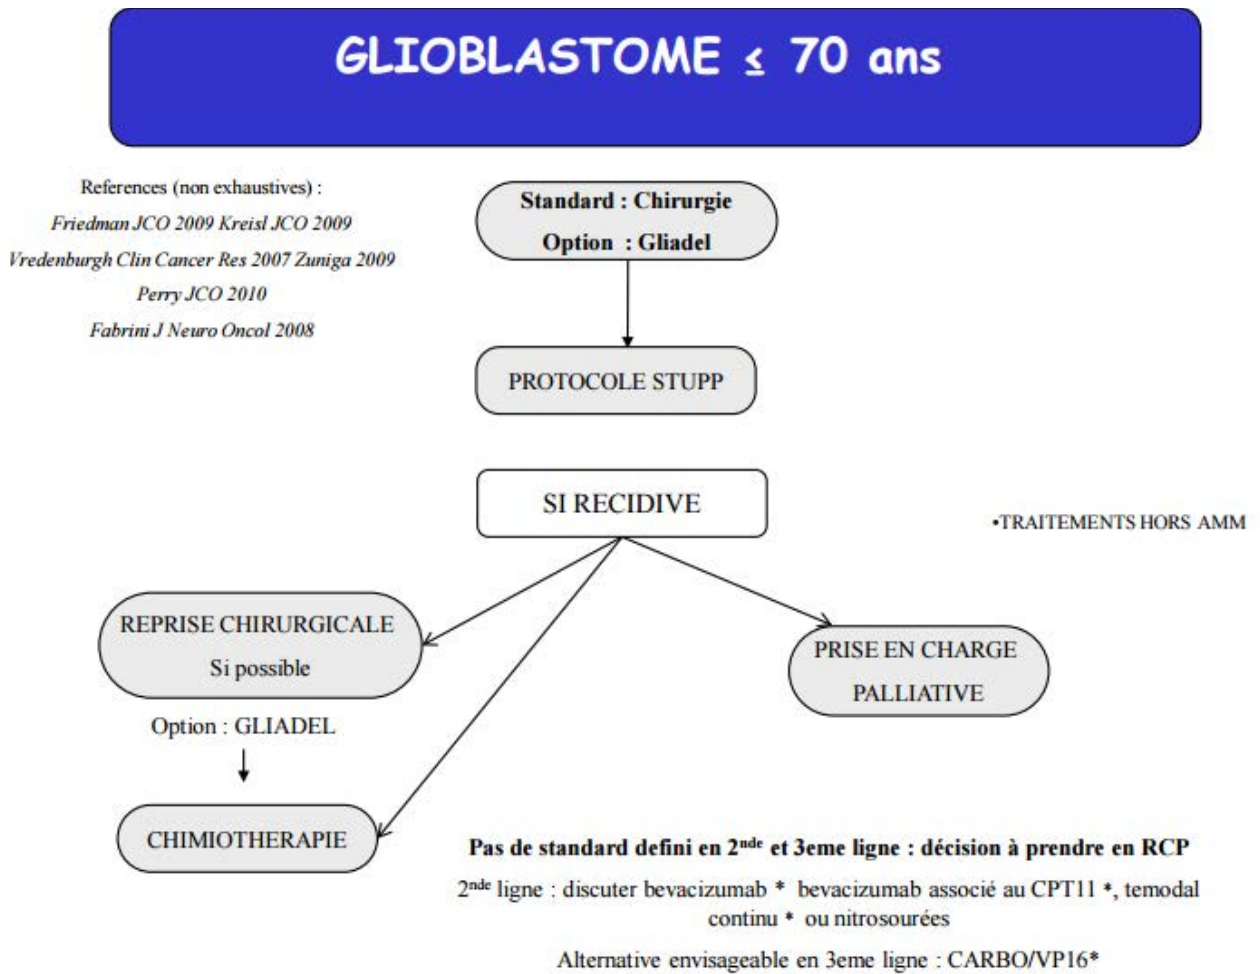 GLIOBLASTOME ≤ 70 ans
References (non exhaustives) :
Friedman JCO 2009 Kreisl JCO 2009
Vredenburgh Clin Cancer Res 2007 Zuniga 2009
Perry JCO 2010
Fabrini J Neuro Oncol 2008
Standard : Chirurgie
Option : Gliadel
PROTOCOLE STUPP
SI RECIDIVE
•TRAITEMENTS HORS AMM
REPRISE CHIRURGICALE
Si possible
Option : GLIADEL
CHIMIOTHERAPIE
PRISE EN CHARGE
PALLIATIVE
Pas de standard defini en 2nde et 3eme ligne : décision à prendre en RCP
2nde ligne : discuter bevacizumab * bevacizumab associé au CPT11 *, temodal
continu * ou nitrosourées
Alternative envisageable en 3eme ligne : CARBO/VP16*